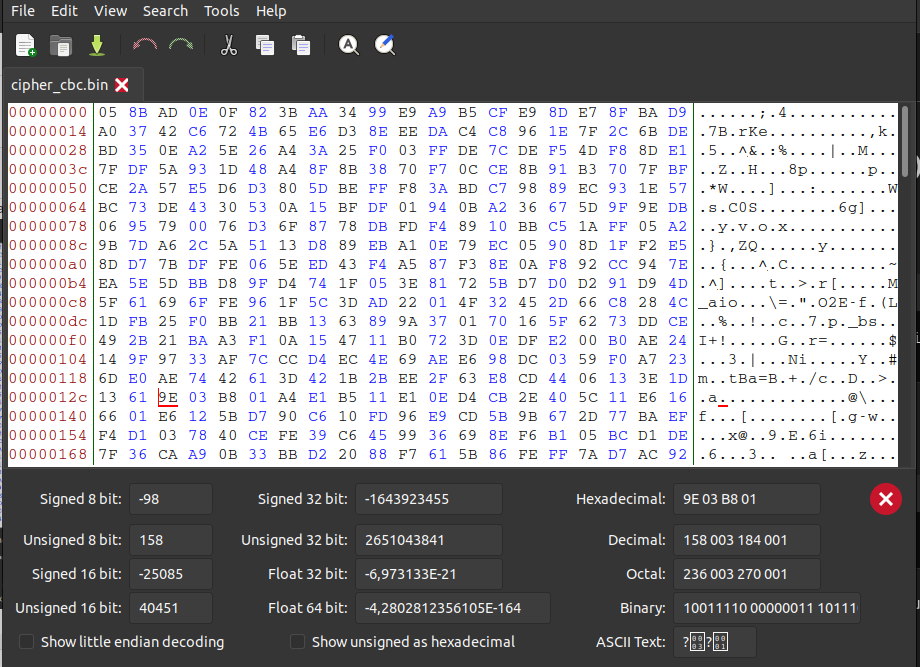 File Edit View Search Tools Help
cipher_cbc.bin
00000000 05 8B AD 0E 0F 82 3B AA 34 99 E9 A9 B5 CF E9 8D E7 8F BA D9 ......;.4...........
00000014 A0 37 42 C6 72 4B 65 E6 D3 8E EE DA C4 C8 96 1E 7F 2C 6B DE .7B.rKe..........,k.
00000028 BD 35 0E A2 5E 26 A4 3A 25 F0 03 FF DE 7C DE F5 4D F8 8D E1 .5..^&.:%....|..M...
0000003c 7F DF 5A 93 1D 48 A4 8F 8B 38 70 F7 0C CE 8B 91 B3 70 7F BF ..Z..H...8p......p..
00000050 CE 2A 57 E5 D6 D3 80 5D BE FF F8 3A BD C7 98 89 EC 93 1E 57 .*W....]...:.......W
00000064 BC 73 DE 43 30 53 0A 15 BF DF 01 94 0B A2 36 67 5D 9F 9E DB .s.C0S........6g]...
00000078 06 95 79 00 76 D3 6F 87 78 DB FD F4 89 10 BB C5 1A FF 05 A2 ..y.v.o.x...........
0000008c 9B 7D A6 2C 5A 51 13 D8 89 EB A1 0E 79 EC 05 90 8D 1F F2 E5 .}.,ZQ......y.......
000000a0 8D D7 7B DF FE 06 5E ED 43 F4 A5 87 F3 8E 0A F8 92 CC 94 7E ..{...^.C..........~
000000b4 EA 5E 5D BB D8 9F D4 74 1F 05 3E 81 72 5B D7 D0 D2 91 D9 4D .^]....t..>.r[.....M
000000c8 5F 61 69 6F FE 96 1F 5C 3D AD 22 01 4F 32 45 2D 66 C8 28 4C _aio...\=.".O2E-f.(L
000000dc 1D FB 25 F0 BB 21 BB 13 63 89 9A 37 01 70 16 5F 62 73 DD CE ..%..!..c..7.p._bs..
000000f0 49 2B 21 BA A3 F1 0A 15 47 11 B0 72 3D 0E DF E2 00 B0 AE 24 I+!.....G..r=......$
00000104 14 9F 97 33 AF 7C CC D4 EC 4E 69 AE E6 98 DC 03 59 F0 A7 23 ...3.|...Ni.....Y..#
00000118 6D E0 AE 74 42 61 3D 42 1B 2B EE 2F 63 E8 CD 44 06 13 3E 1D m..tBa=B.+./c..D..>.
0000012c 13 61 9E 03 B8 01 A4 E1 B5 11 E1 0E D4 CB 2E 40 5C 11 E6 16 .a.............@\...
00000140 66 01 E6 12 5B D7 90 C6 10 FD 96 E9 CD 5B 9B 67 2D 77 BA EF f...[........[.g-w..
00000154 F4 D1 03 78 40 CE FE 39 C6 45 99 36 69 8E F6 B1 05 BC D1 DE ...x@..9.E.6i.......
00000168 7F 36 CA A9 0B 33 BB D2 20 88 F7 61 5B 86 FE FF 7A D7 AC 92 .6...3.. ..a[...z...
Signed 8 bit: -98 Signed 32 bit: -1643923455 Hexadecimal: 9E 03 B8 01
Unsigned 8 bit: 158 Unsigned 32 bit: 2651043841 Decimal: 158 003 184 001
Signed 16 bit: -25085 Float 32 bit: -6,973133E-21 Octal: 236 003 270 001
Unsigned 16 bit: 40451 Float 64 bit: -4,2802812356105E-164 Binary: 10011110 00000011 10111
Show little endian decoding Show unsigned as hexadecimal ASCII Text: ?